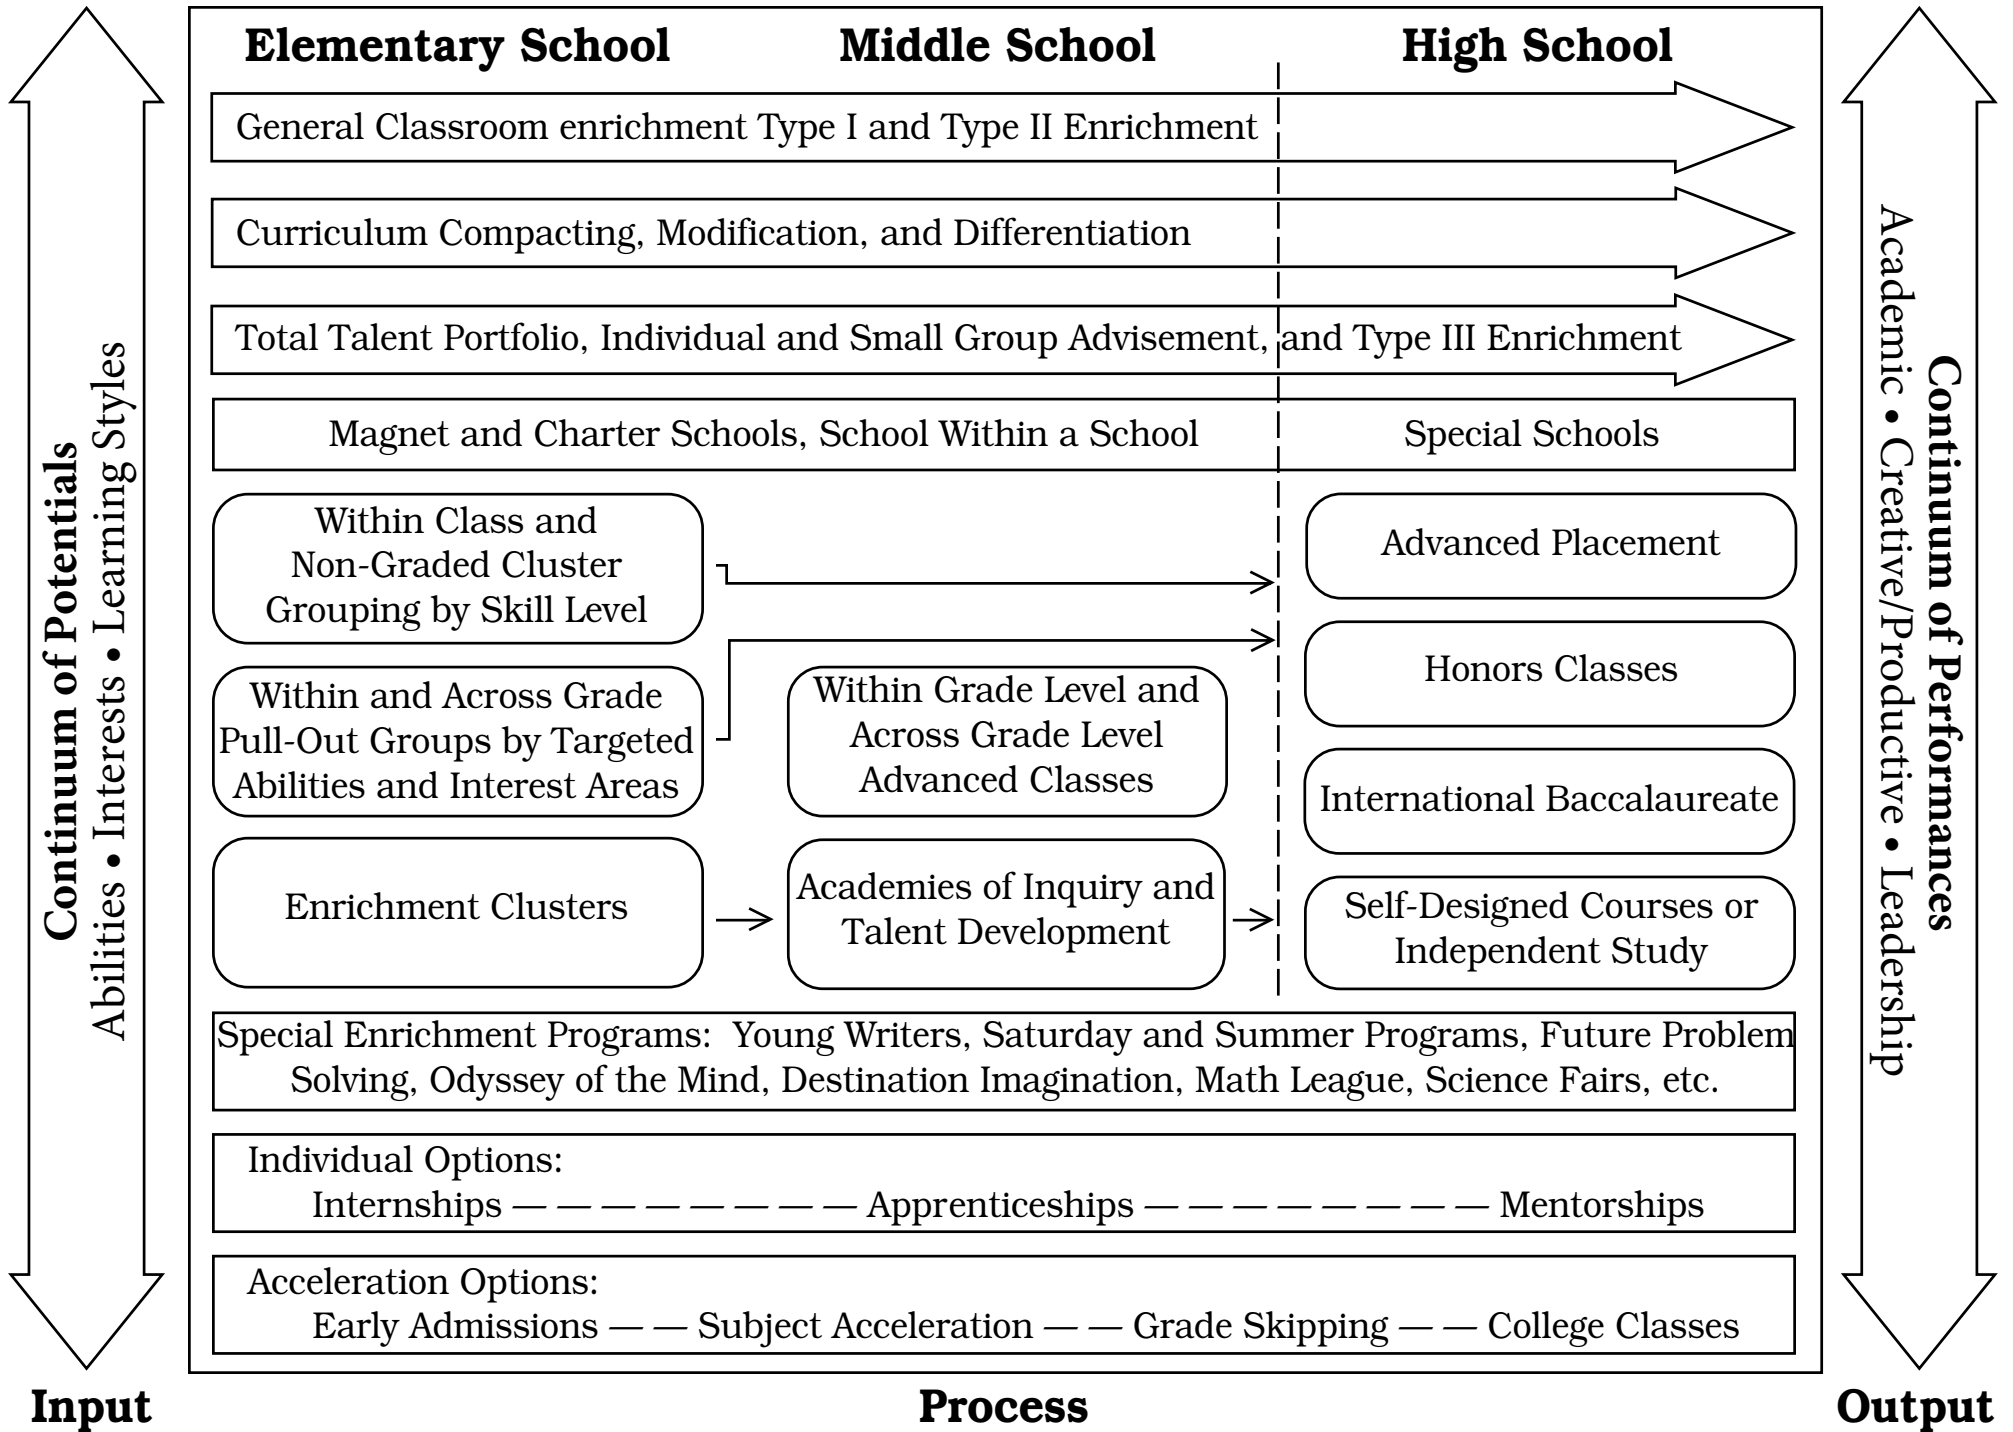 Elementary School
Middle School
High School
General Classroom enrichment Type I and Type II Enrichment
Curriculum Compacting, Modification, and Differentiation
Total Talent Portfolio, Individual and Small Group Advisement, and Type III Enrichment
Magnet and Charter Schools, School Within a School
Special Schools
Within Class and
Non-Graded Cluster
Grouping by Skill Level
Within and Across Grade
Pull-Out Groups by Targeted
Abilities and Interest Areas
Enrichment Clusters
Within Grade Level and
Across Grade Level
Advanced Classes
Academies of Inquiry and
Talent Development
Advanced Placement
Honors Classes
International Baccalaureate
Self-Designed Courses or
Independent Study
Special Enrichment Programs: Young Writers, Saturday and Summer Programs, Future Problem
Solving, Odyssey of the Mind, Destination Imagination, Math League, Science Fairs, etc.
Individual Options:
Internships — — — — — — — — Apprenticeships — — — — — — — — Mentorships
Acceleration Options:
Early Admissions — — Subject Acceleration — — Grade Skipping — — College Classes
Continuum of Potentials
Abilities • Interests • Learning Styles
Continuum of Performances
Academic • Creative/Productive • Leadership
Input
Process
Output